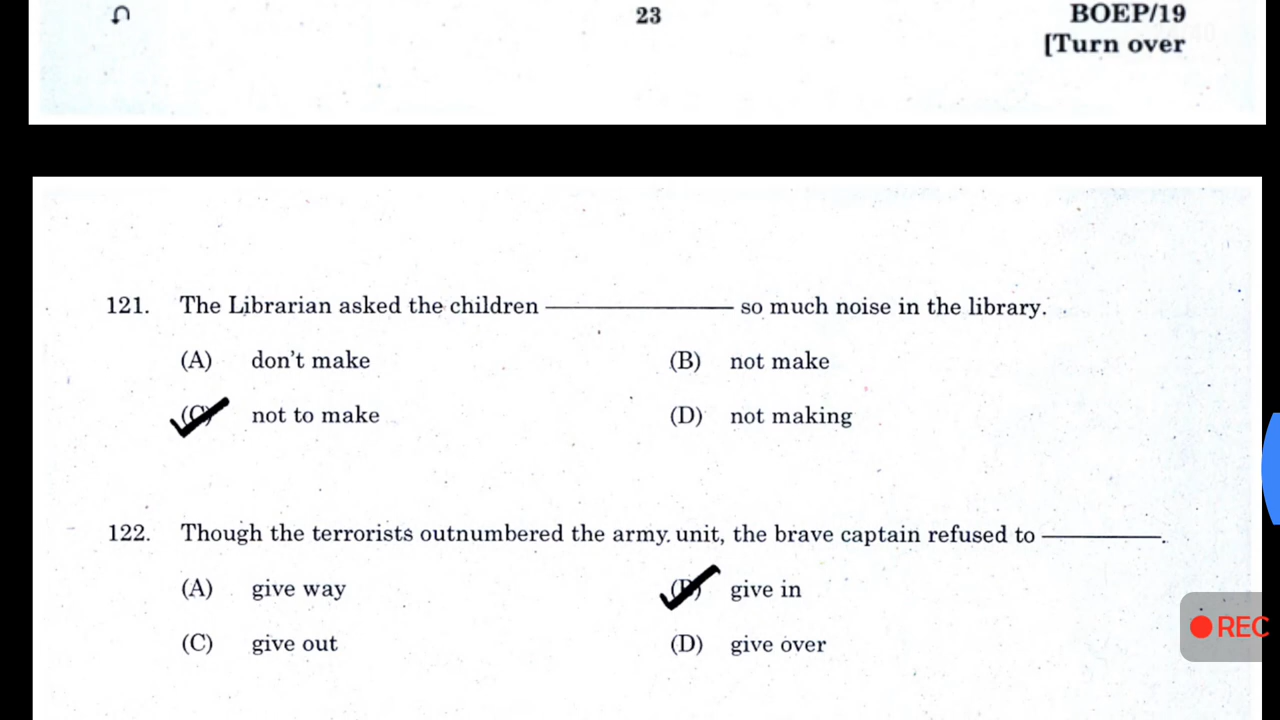 ก 23 BOEP/19
[Turn over
121. The Librarian asked the children ———— so much noise in the library.
(A) don't make (B) not make
(C) not to make (D) not making
122. Though the terrorists outnumbered the army unit, the brave captain refused to ————.
(A) give way (B) give in
REC
(C) give out (D) give over